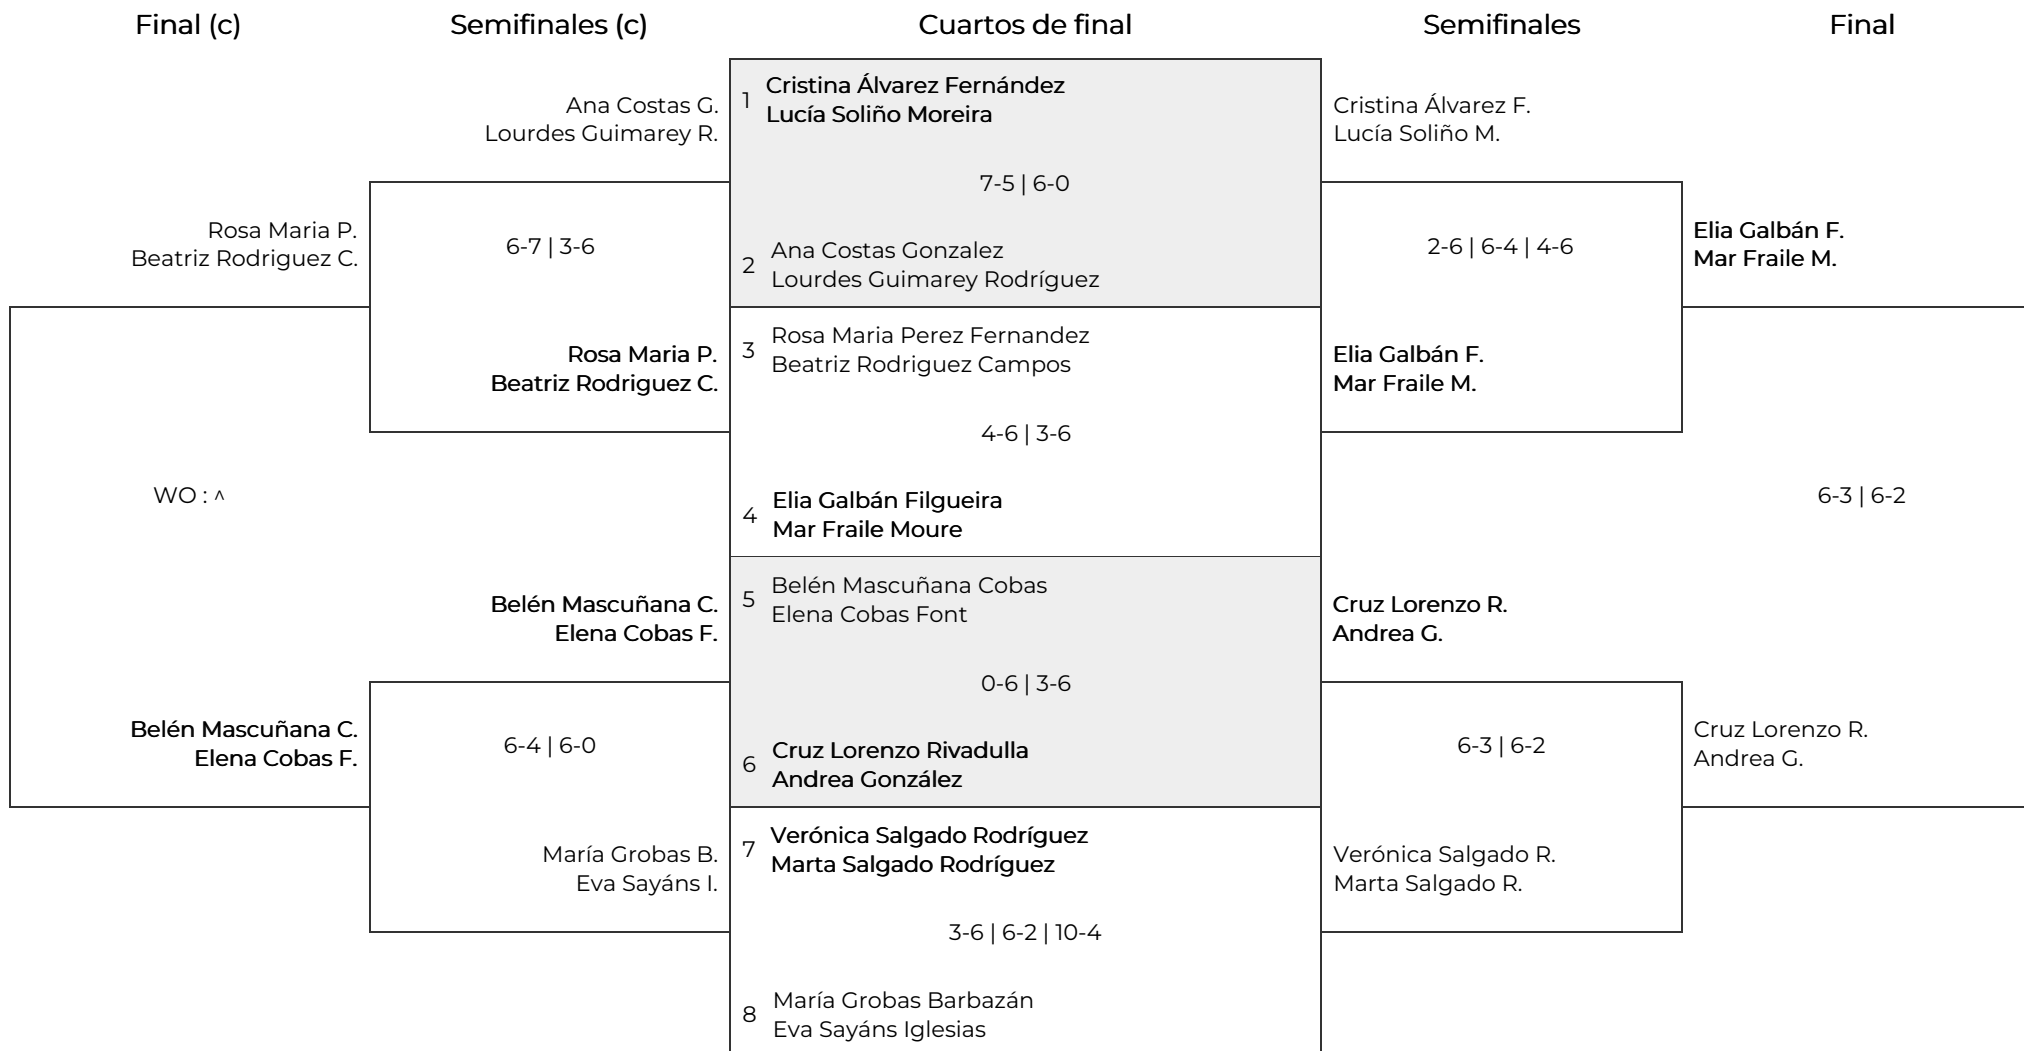 Final (c)
Semifinales (c)
Cuartos de final
Semifinales
Final
Rosa Maria P.
Beatriz Rodriguez C.
WO : ^
Belén Mascuñana C.
Elena Cobas F.
Ana Costas G.
Lourdes Guimarey R.
6-7 | 3-6
Rosa Maria P.
Beatriz Rodriguez C.
Belén Mascuñana C.
Elena Cobas F.
6-4 | 6-0
María Grobas B.
Eva Sayáns I.
1
Cristina Álvarez Fernández
Lucía Soliño Moreira
7-5 | 6-0
2
Ana Costas Gonzalez
Lourdes Guimarey Rodríguez
3
Rosa Maria Perez Fernandez
Beatriz Rodriguez Campos
4-6 | 3-6
4
Elia Galbán Filgueira
Mar Fraile Moure
5
Belén Mascuñana Cobas
Elena Cobas Font
0-6 | 3-6
6
Cruz Lorenzo Rivadulla
Andrea González
7
Verónica Salgado Rodríguez
Marta Salgado Rodríguez
3-6 | 6-2 | 10-4
8
María Grobas Barbazán
Eva Sayáns Iglesias
Cristina Álvarez F.
Lucía Soliño M.
2-6 | 6-4 | 4-6
Elia Galbán F.
Mar Fraile M.
Cruz Lorenzo R.
Andrea G.
6-3 | 6-2
Verónica Salgado R.
Marta Salgado R.
Elia Galbán F.
Mar Fraile M.
6-3 | 6-2
Cruz Lorenzo R.
Andrea G.